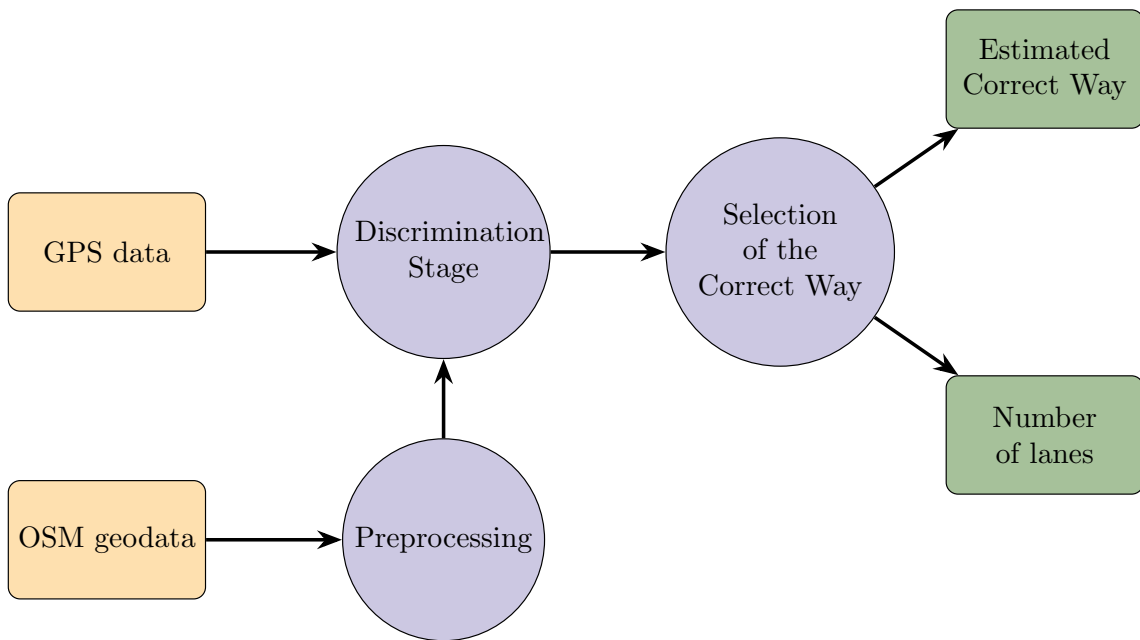 GPS data
OSM geodata
Preprocessing
Discrimination
Stage
Selection
of the
Correct Way
Estimated
Correct Way
Number
of lanes